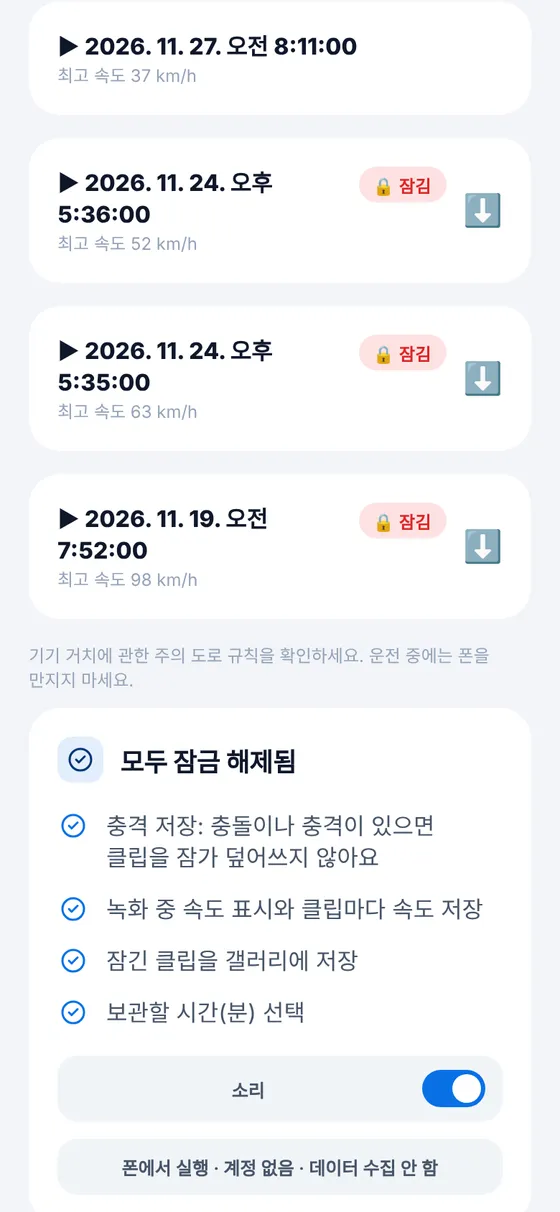 ▶ 2026. 11. 27. 오전 8:11:00
최고 속도 37 km/h
▶ 2026. 11. 24. 오후
5:36:00
🔒 잠김
⬇️
최고 속도 52 km/h
▶ 2026. 11. 24. 오후
5:35:00
🔒 잠김
⬇️
최고 속도 63 km/h
▶ 2026. 11. 19. 오전
7:52:00
🔒 잠김
⬇️
최고 속도 98 km/h
기기 거치에 관한 주의 도로 규칙을 확인하세요. 운전 중에는 폰을
만지지 마세요.
모두 잠금 해제됨
충격 저장: 충돌이나 충격이 있으면
클립을 잠가 덮어쓰지 않아요
녹화 중 속도 표시와 클립마다 속도 저장
잠긴 클립을 갤러리에 저장
보관할 시간(분) 선택
소리
폰에서 실행 · 계정 없음 · 데이터 수집 안 함